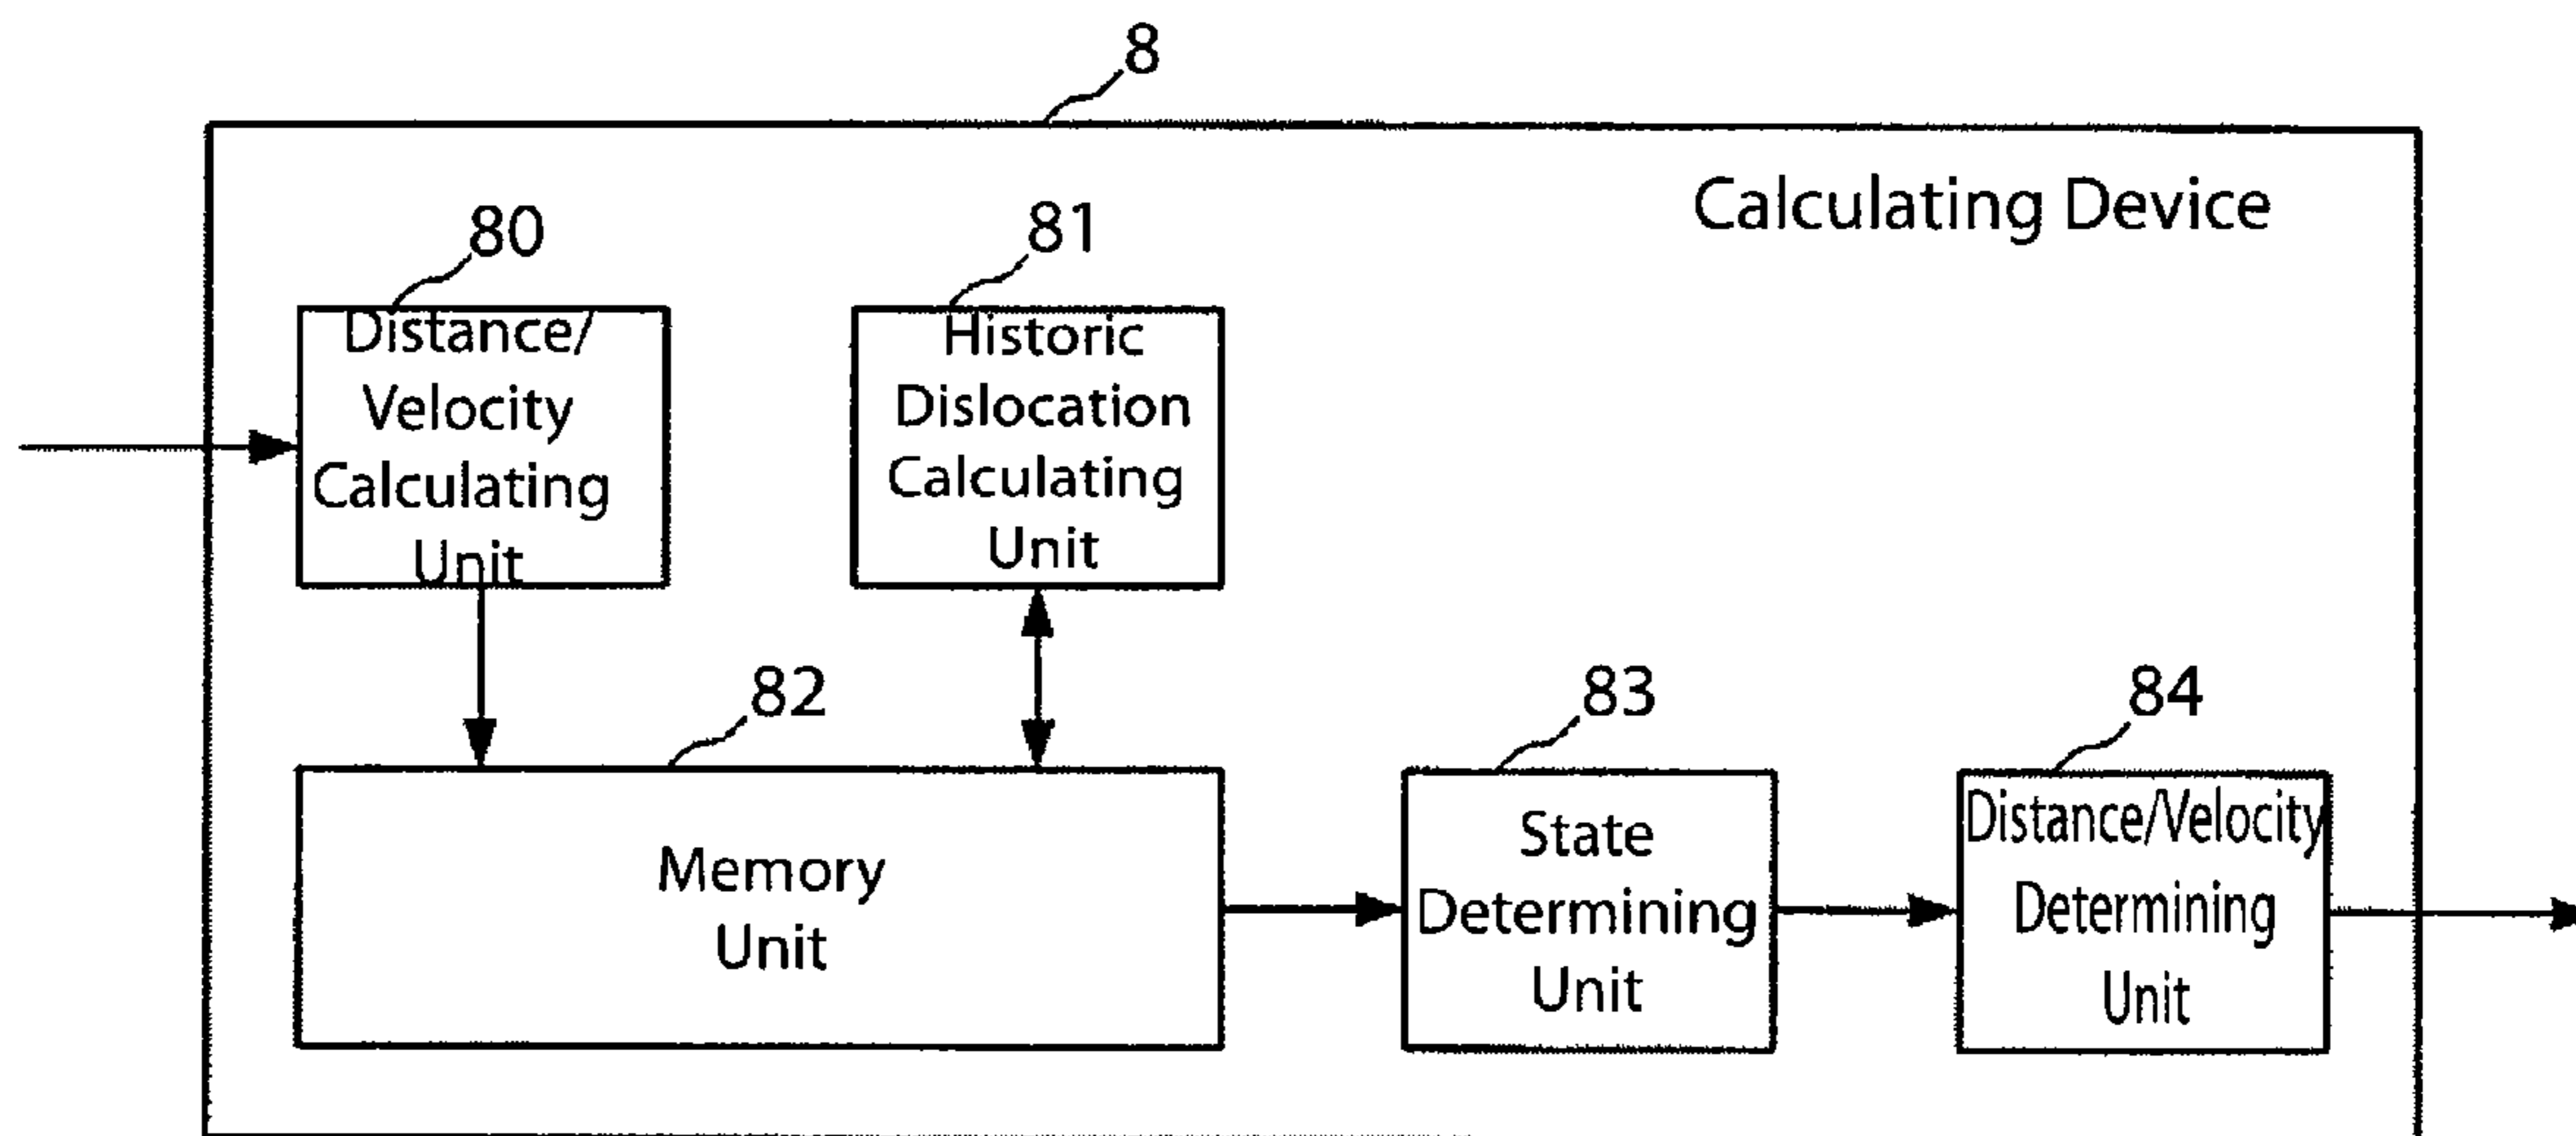 8
Calculating Device
80
Distance/
Velocity
Calculating
Unit
81
Historic
Dislocation
Calculating
Unit
82
Memory
Unit
83
State
Determining
Unit
84
Distance/Velocity
Determining
Unit